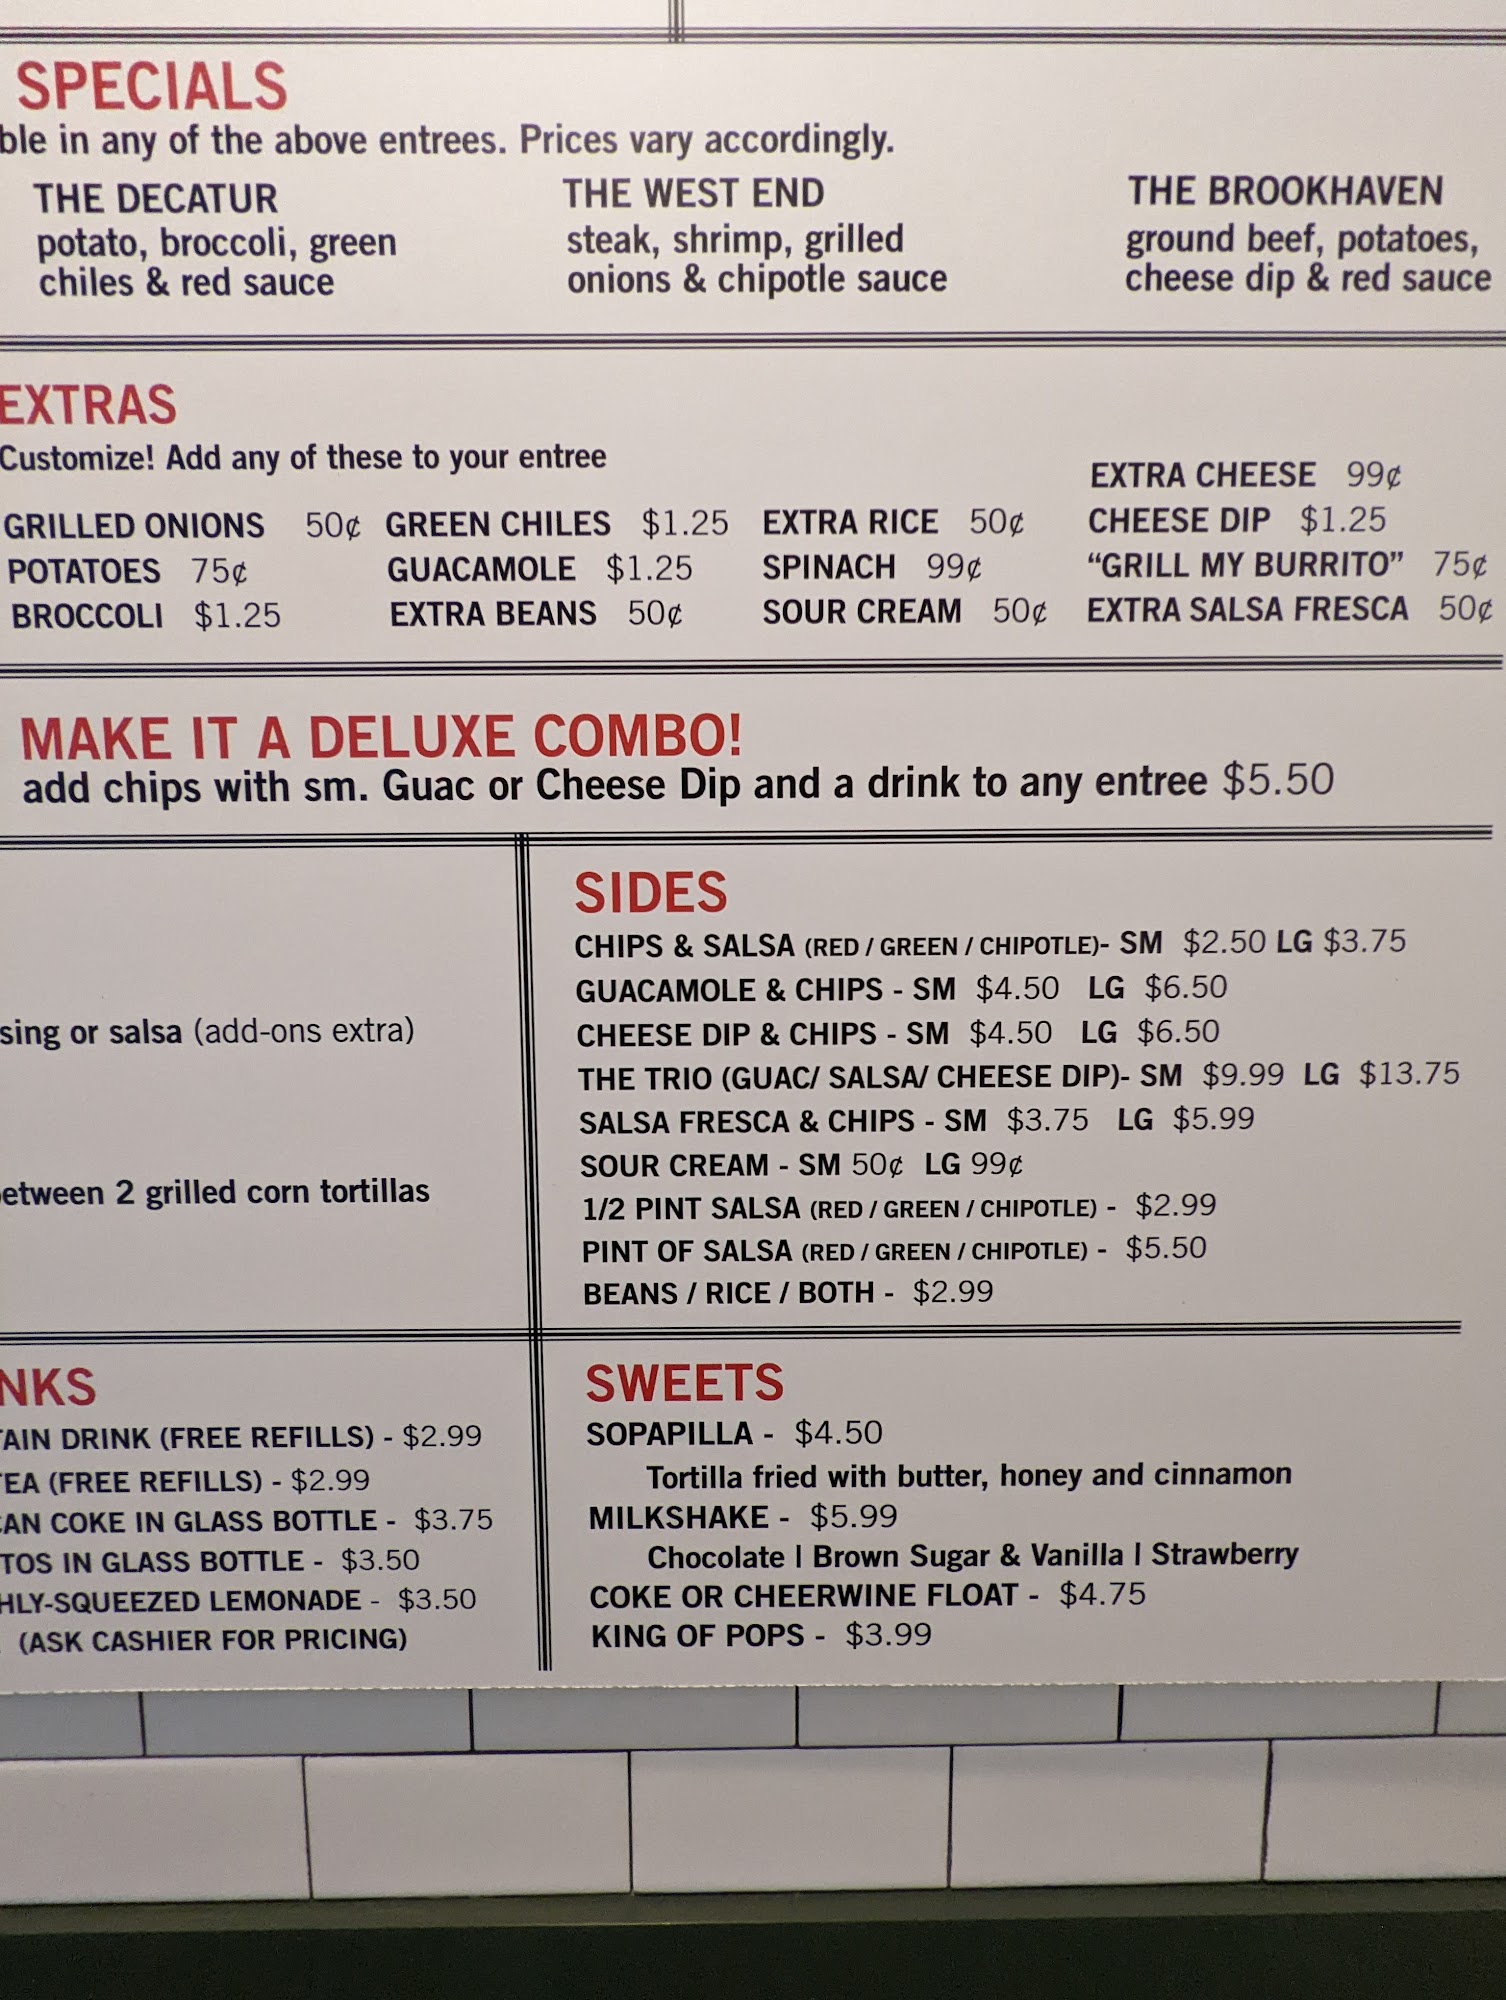 SPECIALS
ble in any of the above entrees. Prices vary accordingly.
THE DECATUR
potato, broccoli, green
chiles & red sauce
THE WEST END
steak, shrimp, grilled
onions & chipotle sauce
THE BROOKHAVEN
ground beef, potatoes,
cheese dip & red sauce
EXTRAS
Customize! Add any of these to your entree
GRILLED ONIONS 50¢
POTATOES 75¢
BROCCOLI $1.25
GREEN CHILES $1.25
GUACAMOLE $1.25
EXTRA BEANS 50¢
EXTRA RICE 50¢
SPINACH 99¢
SOUR CREAM 50¢
EXTRA CHEESE 99¢
CHEESE DIP $1.25
“GRILL MY BURRITO” 75¢
EXTRA SALSA FRESCA 50¢
MAKE IT A DELUXE COMBO!
add chips with sm. Guac or Cheese Dip and a drink to any entree $5.50
sing or salsa (add-ons extra)
etween 2 grilled corn tortillas
SIDES
CHIPS & SALSA (RED / GREEN / CHIPOTLE)- SM $2.50 LG $3.75
GUACAMOLE & CHIPS - SM $4.50 LG $6.50
CHEESE DIP & CHIPS - SM $4.50 LG $6.50
THE TRIO (GUAC/ SALSA/ CHEESE DIP)- SM $9.99 LG $13.75
SALSA FRESCA & CHIPS - SM $3.75 LG $5.99
SOUR CREAM - SM 50¢ LG 99¢
1/2 PINT SALSA (RED / GREEN / CHIPOTLE) - $2.99
PINT OF SALSA (RED / GREEN / CHIPOTLE) - $5.50
BEANS / RICE / BOTH - $2.99
NKS
TAIN DRINK (FREE REFILLS) - $2.99
TEA (FREE REFILLS) - $2.99
CAN COKE IN GLASS BOTTLE - $3.75
TOS IN GLASS BOTTLE - $3.50
HLY-SQUEEZED LEMONADE - $3.50
(ASK CASHIER FOR PRICING)
SWEETS
SOPAPILLA - $4.50
Tortilla fried with butter, honey and cinnamon
MILKSHAKE - $5.99
Chocolate | Brown Sugar & Vanilla | Strawberry
COKE OR CHEERWINE FLOAT - $4.75
KING OF POPS - $3.99